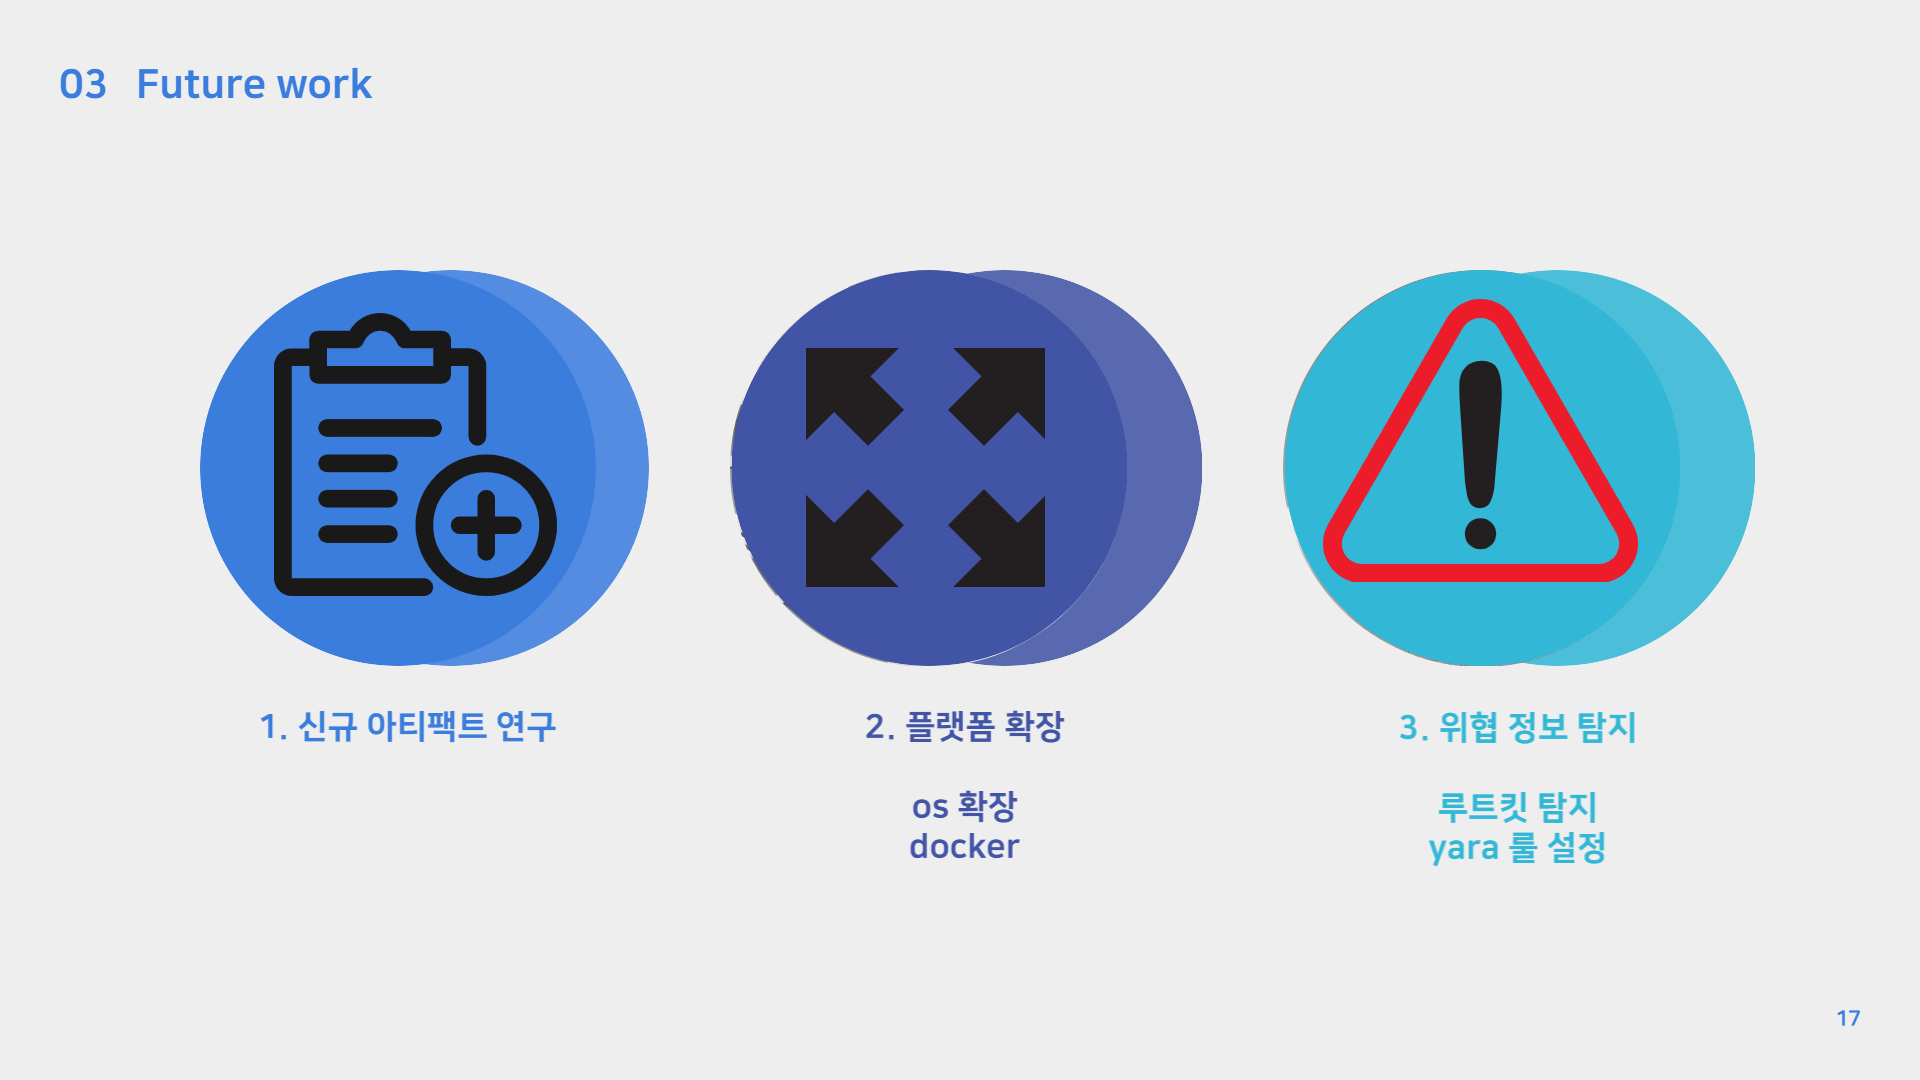 03 Future work
1. 신규 아티팩트 연구
2. 플랫폼 확장
os 확장
docker
3. 위협 정보 탐지
루트킷 탐지
yara 룰 설정
17